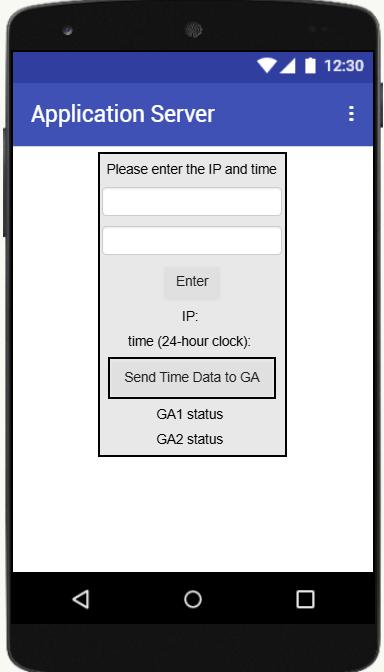 12:30
Application Server
Please enter the IP and time
Enter
IP:
time (24-hour clock):
Send Time Data to GA
GA1 status
GA2 status